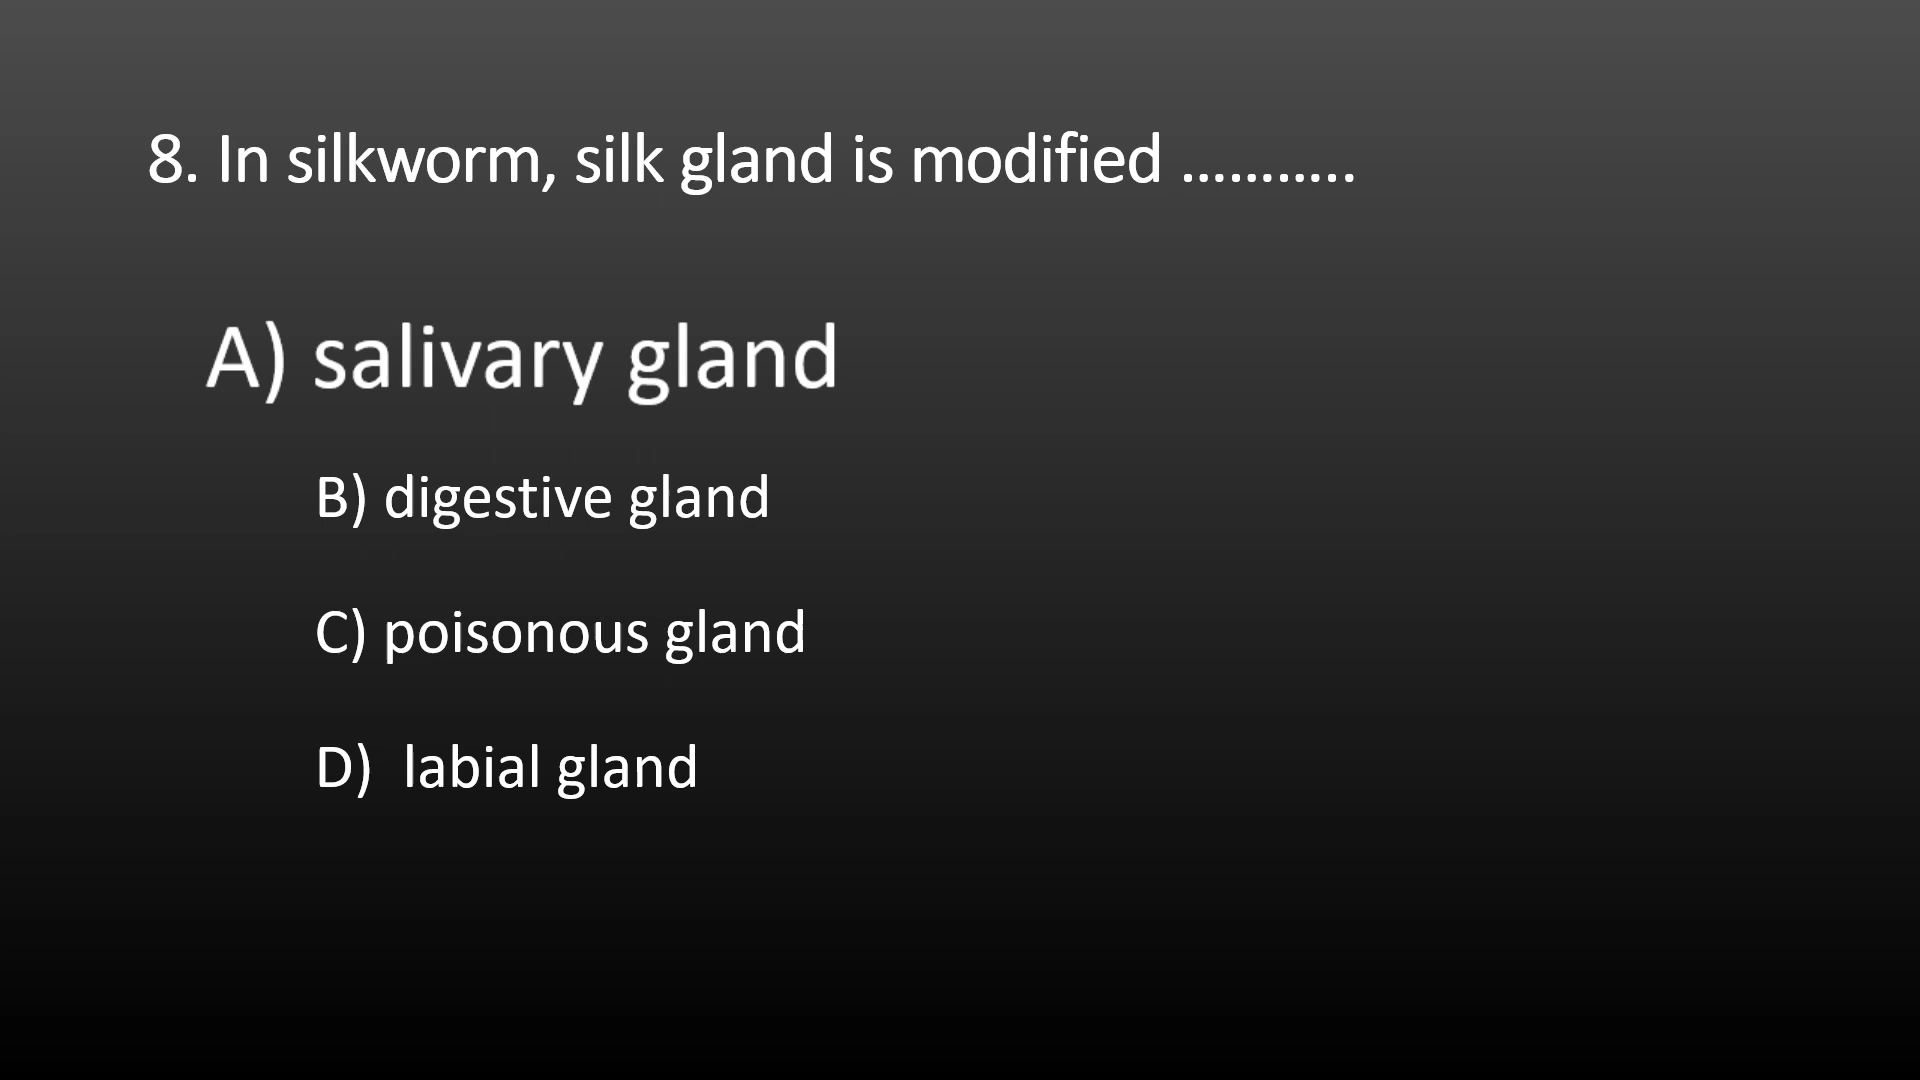 8. In silkworm, silk gland is modified ………..
A) salivary gland
B) digestive gland
C) poisonous gland
D)  labial gland